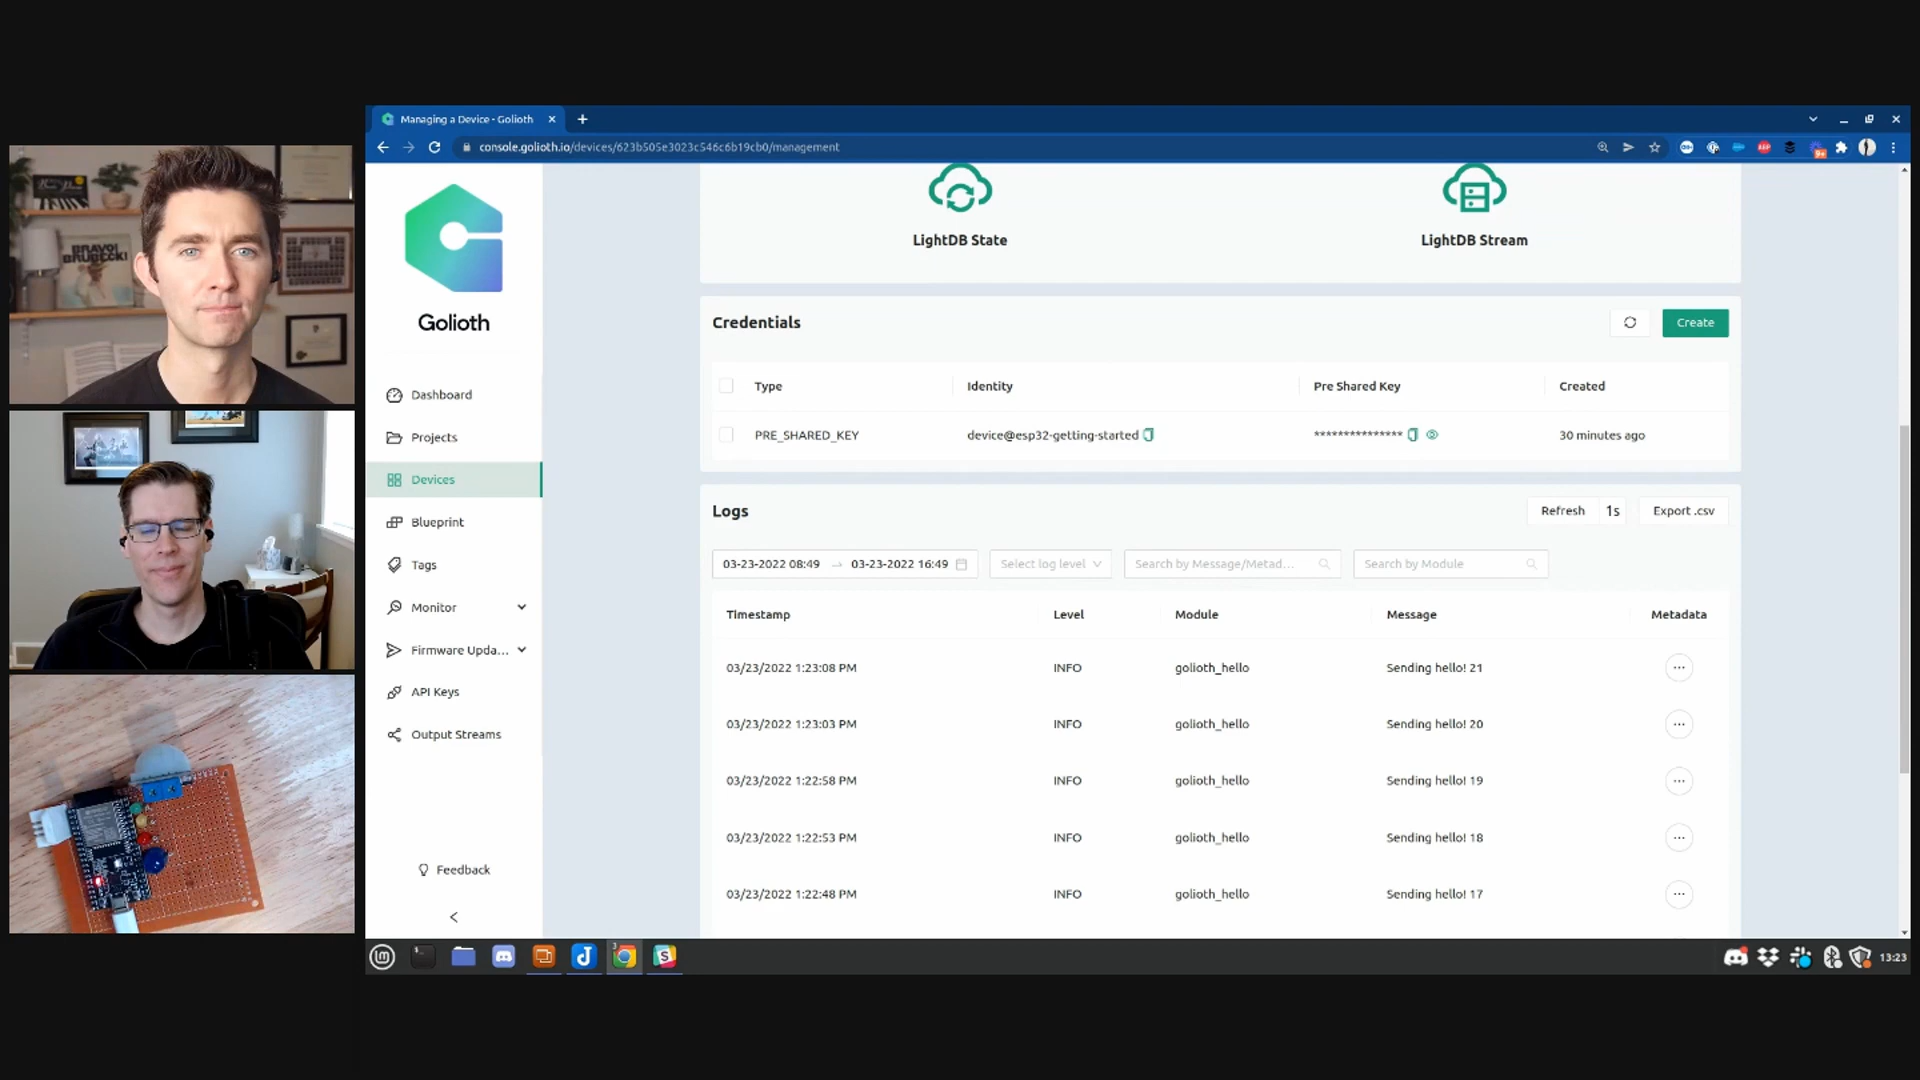 BRAVO!
BRUBECK!
Managing a Device - Golioth
console.golioth.io/devices/623b505e3023c546c6b19cb0/management
Golioth
Dashboard
Projects
Devices
Blueprint
Tags
Monitor
Firmware Upda...
API Keys
Output Streams
Feedback
LightDB State
LightDB Stream
Credentials
Create
Type
Identity
Pre Shared Key
Created
PRE_SHARED_KEY
device@esp32-getting-started
***************
30 minutes ago
Logs
Refresh
1s
Export .csv
03-23-2022 08:49 → 03-23-2022 16:49
Select log level
Search by Message/Metad...
Search by Module
Timestamp
Level
Module
Message
Metadata
03/23/2022 1:23:08 PM INFO golioth_hello Sending hello! 21
03/23/2022 1:23:03 PM INFO golioth_hello Sending hello! 20
03/23/2022 1:22:58 PM INFO golioth_hello Sending hello! 19
03/23/2022 1:22:53 PM INFO golioth_hello Sending hello! 18
03/23/2022 1:22:48 PM INFO golioth_hello Sending hello! 17
13:23